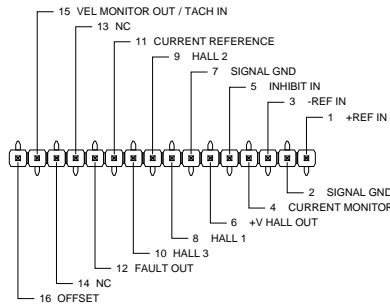 15 VEL MONITOR OUT / TACH IN
13 NC
11 CURRENT REFERENCE
9 HALL 2
7 SIGNAL GND
5 INHIBIT IN
3 -REF IN
1 +REF IN
2 SIGNAL GND
4 CURRENT MONITOR
6 +V HALL OUT
8 HALL 1
10 HALL 3
12 FAULT OUT
14 NC
16 OFFSET